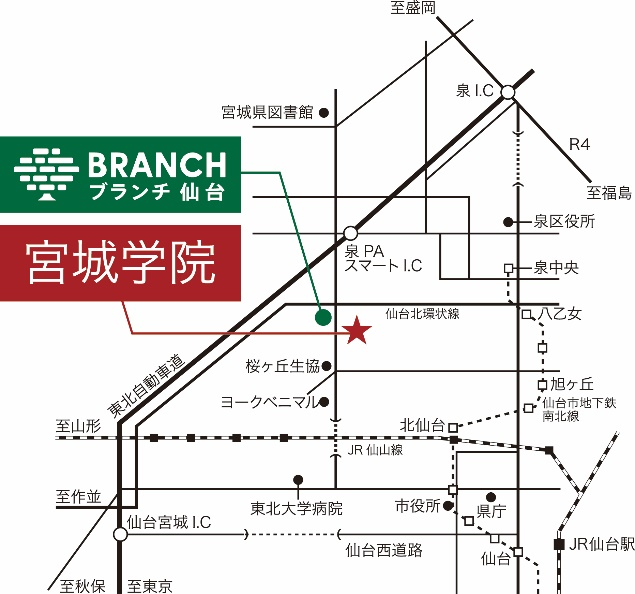 至盛岡
泉 I.C
宮城県図書館
R4
BRANCH
ブランチ 仙台
至福島
泉区役所
宮城学院
泉 PA
スマート I.C
泉中央
仙台北環状線
八乙女
東北自動車道
桜ヶ丘生協
旭ヶ丘
ヨークベニマル
仙台市地下鉄
南北線
至山形
北仙台
JR 仙山線
至作並
東北大学病院
市役所
県庁
仙台宮城 I.C
仙台西道路
仙台
JR仙台駅
至秋保
至東京